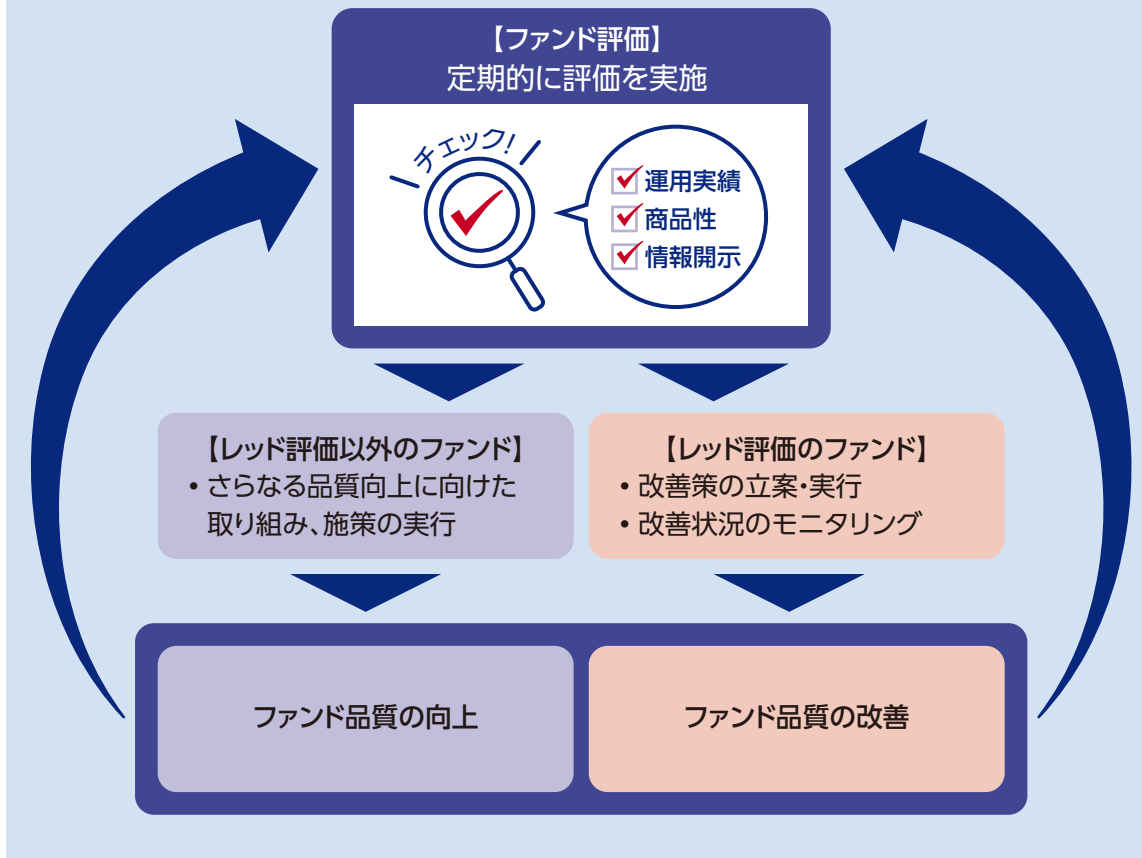 【ファンド評価】
定期的に評価を実施
チェック!
運用実績
商品性
情報開示
【レッド評価以外のファンド】
• さらなる品質向上に向けた
取り組み、施策の実行
【レッド評価のファンド】
• 改善策の立案・実行
• 改善状況のモニタリング
ファンド品質の向上
ファンド品質の改善